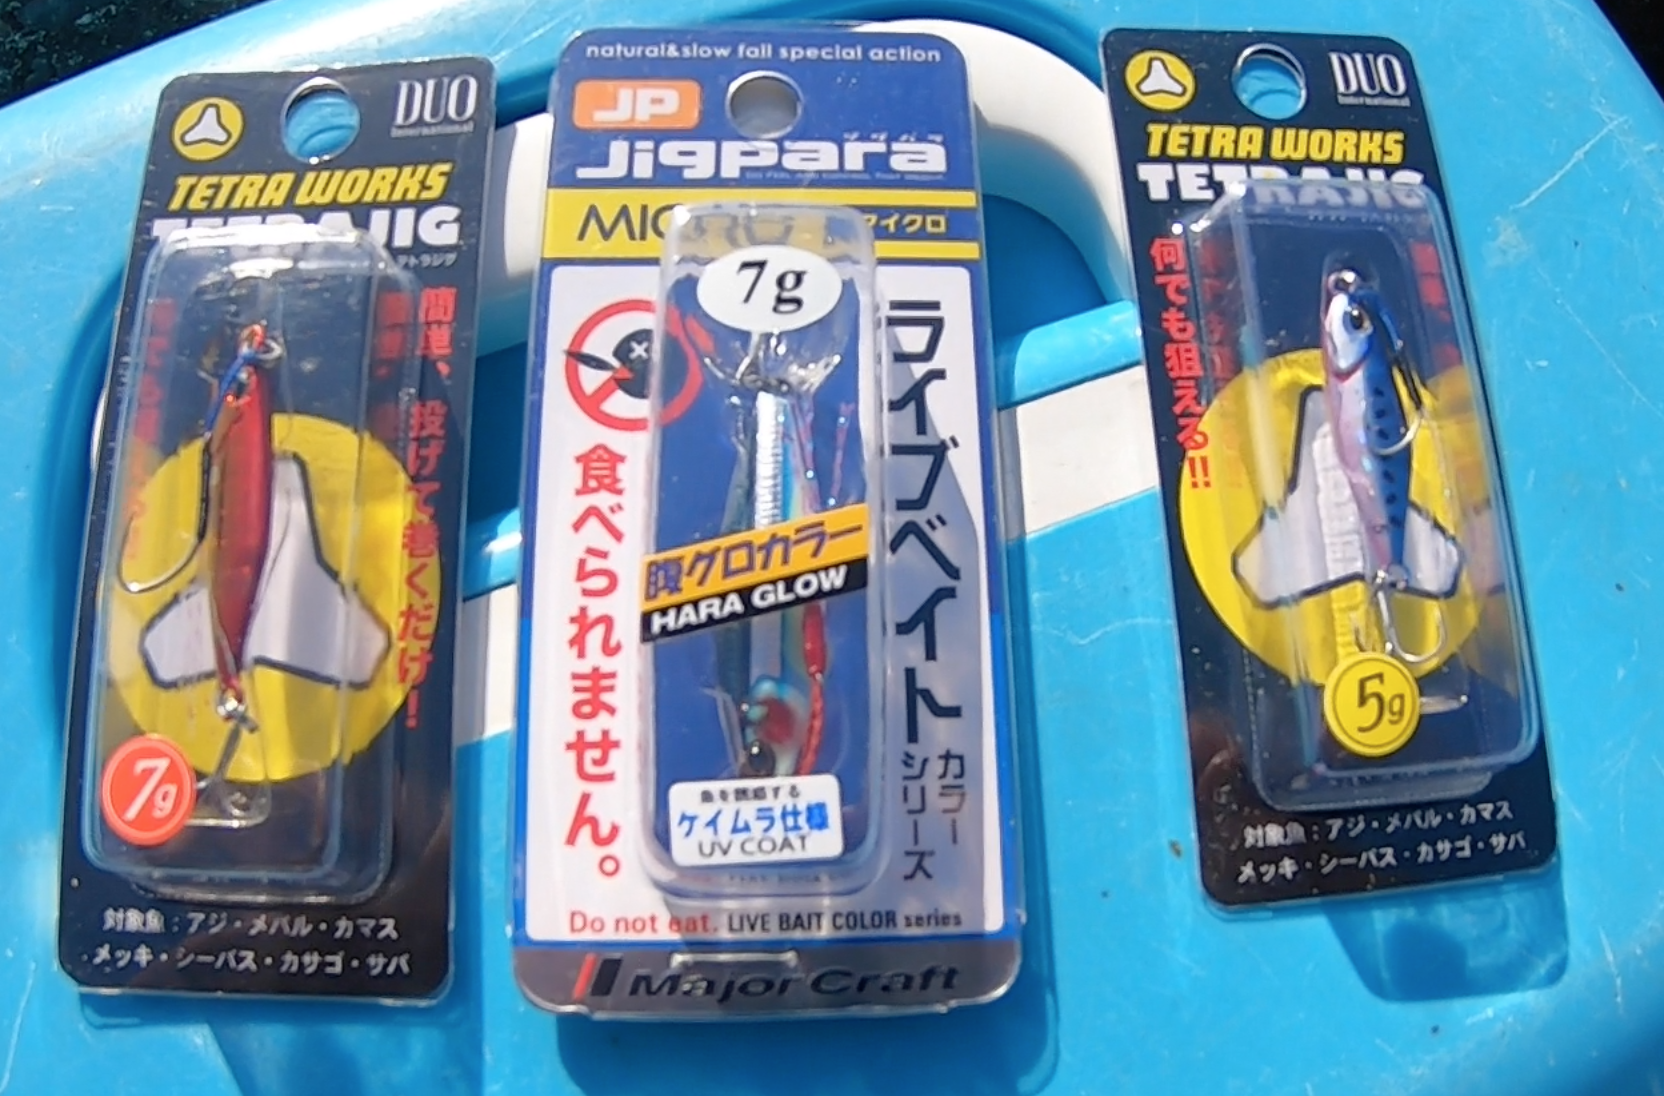 DUO
International
TETRA WORKS
TETRAJIG
テトラジグ
簡単、投げて巻くだけ!
7g
対象魚：アジ・メバル・カマス
メッキ・シーバス・カサゴ・サバ
natural&slow fall special action
JP
ジグパラ
Jigpara
MICRO マイクロ
7g
食べられません。
ライブベイト
カラー
シリーズ
腹グロカラー
HARA GLOW
魚を誘惑する
ケイムラ仕様
UV COAT
Do not eat. LIVE BAIT COLOR series
Major Craft
DUO
International
TETRA WORKS
TETRAJIG
何でも狙える!!
5g
対象魚：アジ・メバル・カマス
メッキ・シーバス・カサゴ・サバ